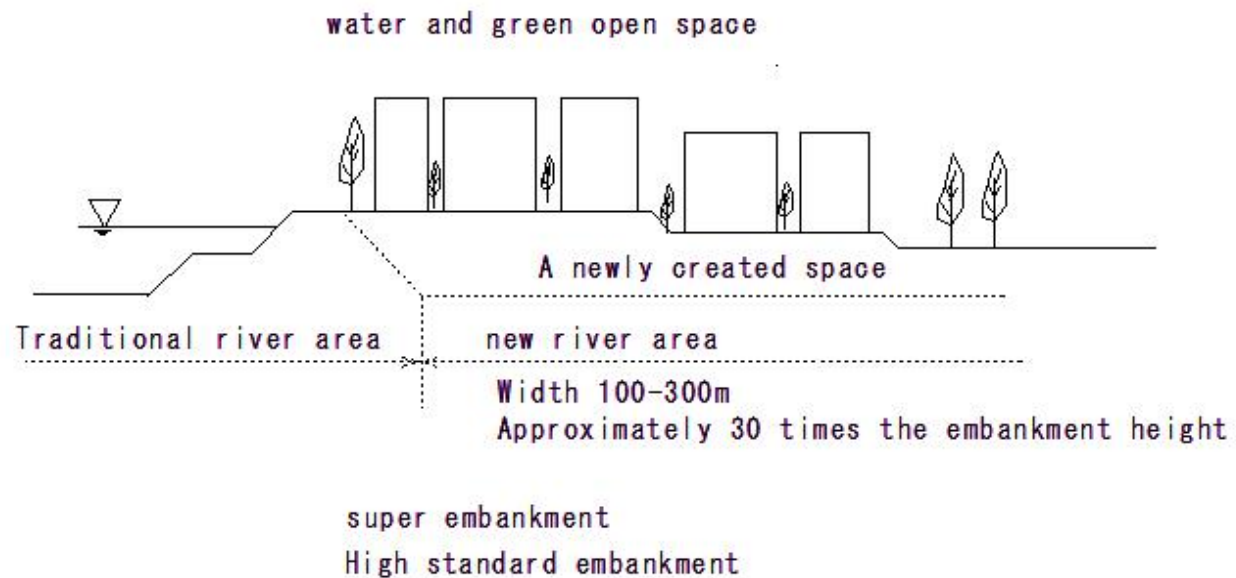 water and green open space
A newly created space
Traditional river area
new river area
Width 100-300m
Approximately 30 times the embankment height
super embankment
High standard embankment